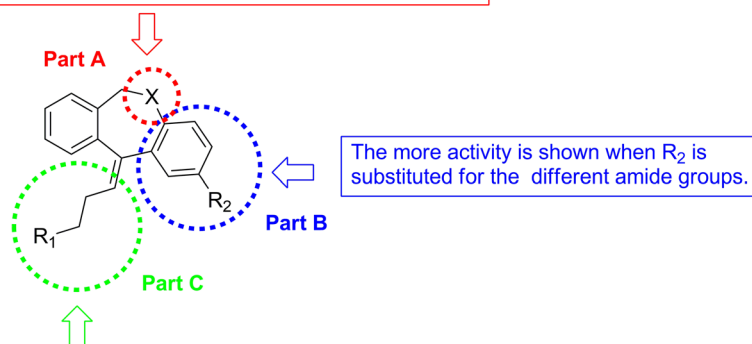 Part A
X
The more activity is shown when R2 is
substituted for the different amide groups.
R2
Part B
R1
Part C